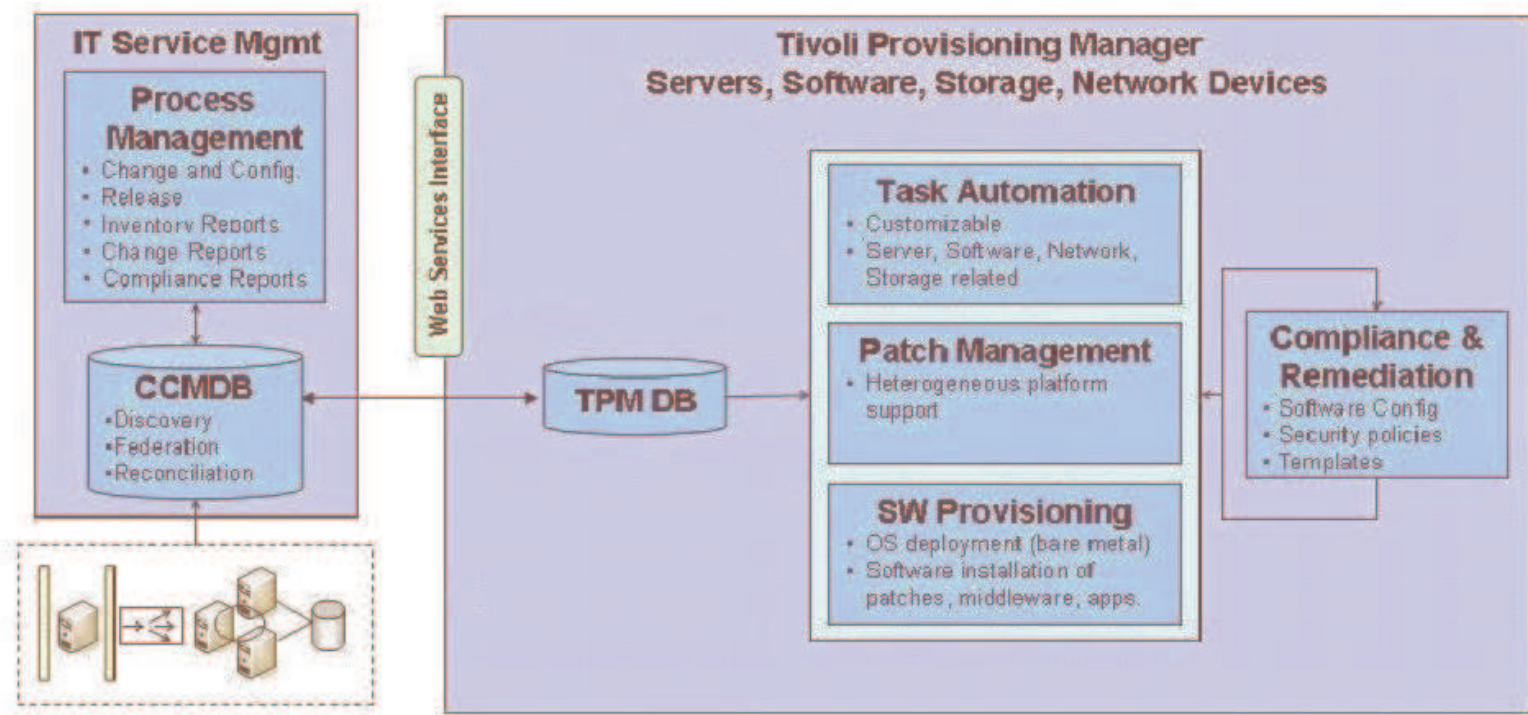 IT Service Mgmt
Process
Management
• Change and Config.
• Release
• Inventory Reports
• Change Reports
• Compliance Reports
CCMDB
•Discovery
•Federation
•Reconciliation
Web Services Interface
Tivoli Provisioning Manager
Servers, Software, Storage, Network Devices
TPM DB
Task Automation
• Customizable
• Server, Software, Network,
Storage related
Patch Management
• Heterogeneous platform
support
SW Provisioning
• OS deployment (bare metal)
• Software installation of
patches, middleware, apps.
Compliance &
Remediation
• Software Config
• Security policies
• Templates